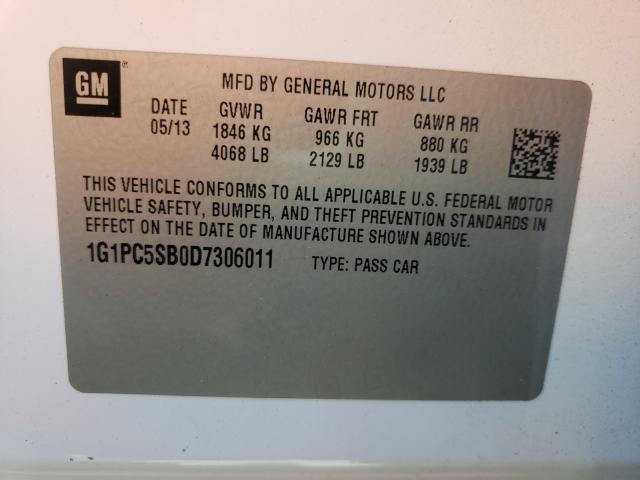 GM ®
MFD BY GENERAL MOTORS LLC
DATE GVWR GAWR FRT GAWR RR
05/13 1846 KG 966 KG 880 KG
4068 LB 2129 LB 1939 LB
THIS VEHICLE CONFORMS TO ALL APPLICABLE U.S. FEDERAL MOTOR
VEHICLE SAFETY, BUMPER, AND THEFT PREVENTION STANDARDS IN
EFFECT ON THE DATE OF MANUFACTURE SHOWN ABOVE.
1G1PC5SB0D7306011 TYPE: PASS CAR